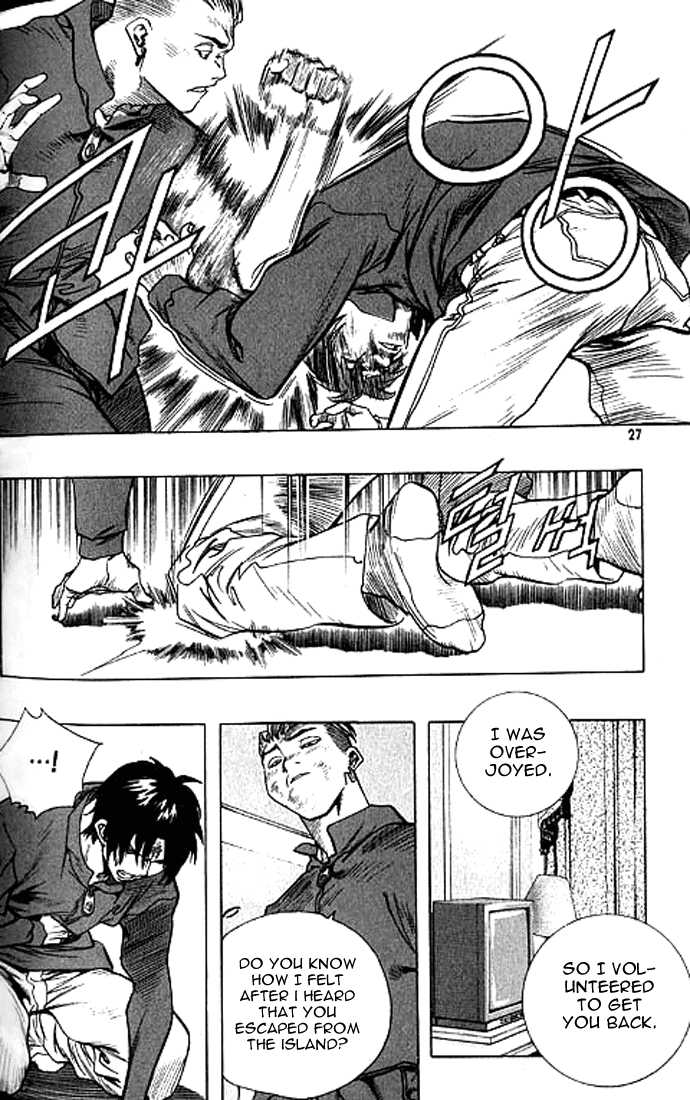 27
...!
DO YOU KNOW
HOW I FELT
AFTER I HEARD
THAT YOU
ESCAPED FROM
THE ISLAND?
I WAS
OVER-
JOYED.
SO I VOL-
UNTEERED
TO GET
YOU BACK.